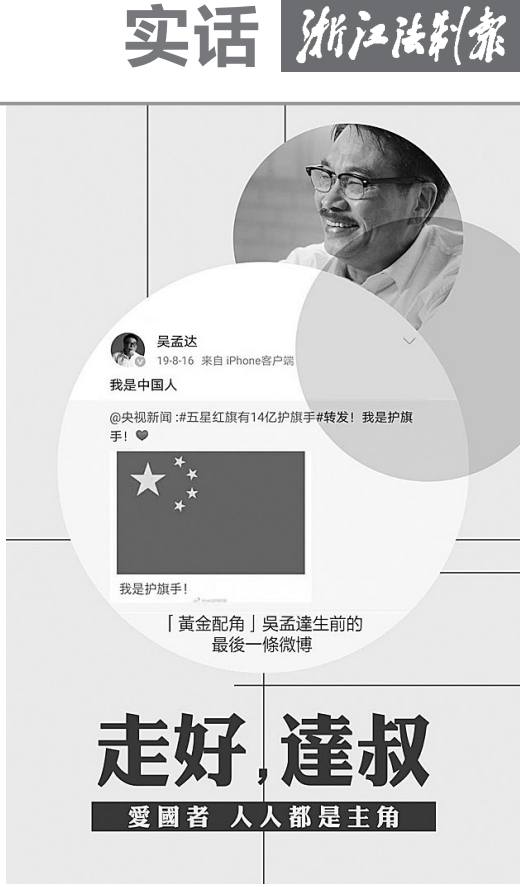 实话
浙江法制报
吴孟达
19-8-16 来自 iPhone客户端
我是中国人
@央视新闻 :#五星红旗有14亿护旗手#转发！我是护旗
手！
我是护旗手！
「黃金配角」吳孟達生前的
最後一條微博
走好,達叔
愛國者 人人都是主角